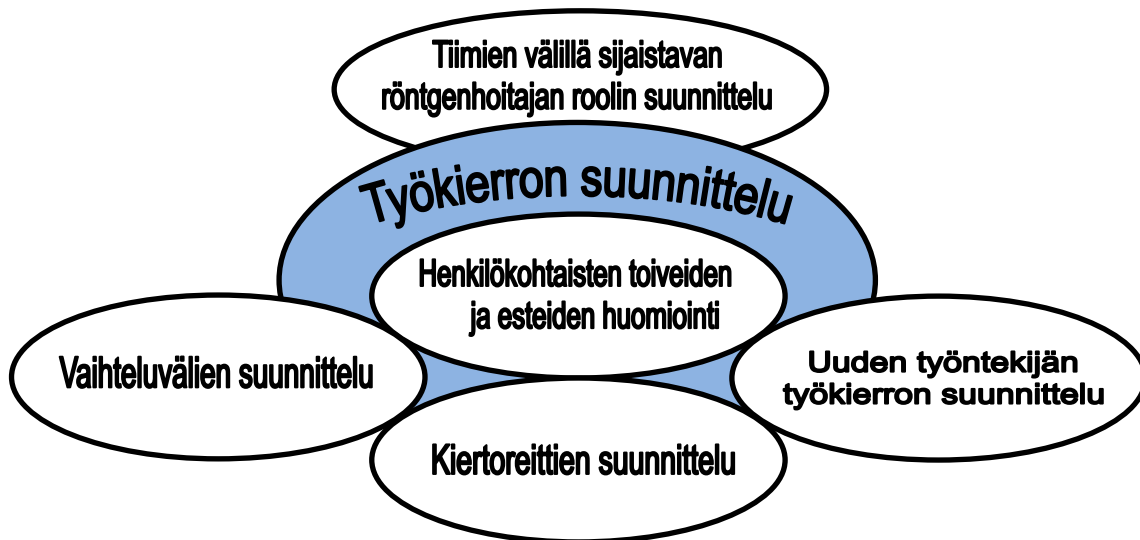 Tiimien välillä sijaistavan
röntgenhoitajan roolin suunnittelu
Työkierron suunnittelu
Henkilökohtaisten toiveiden
ja esteiden huomiointi
Vaihteluvälien suunnittelu
Uuden työntekijän
työkierron suunnittelu
Kiertoreittien suunnittelu